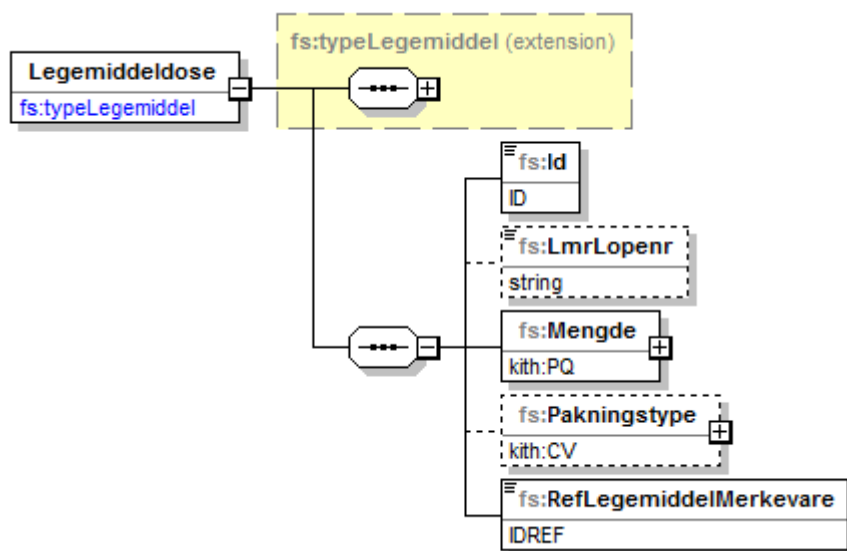 fs:typeLegemiddel (extension)
Legemiddeldose
fs:typeLegemiddel
fs:Id
ID
fs:LmrLopenr
string
fs:Mengde
kith:PQ
fs:Pakningstype
kith:CV
fs:RefLegemiddelMerkevare
IDREF